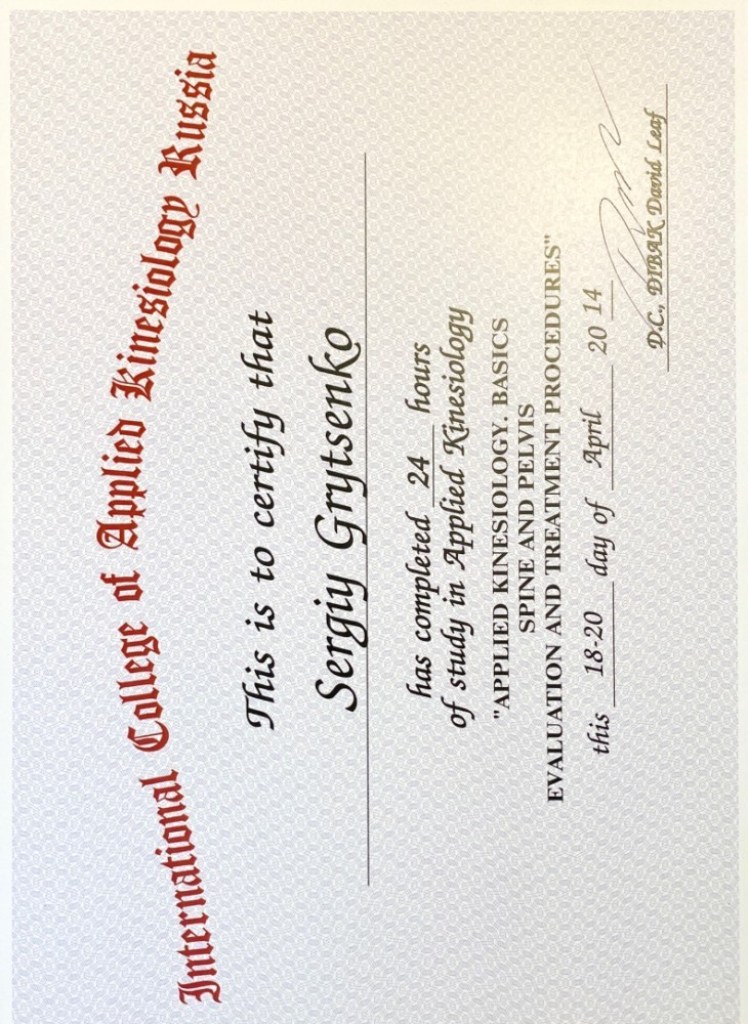 International College of Applied Kinesiology Russia
This is to certify that
Sergiy Grytsenko
has completed 24 hours
of study in Applied Kinesiology
"APPLIED KINESIOLOGY. BASICS
SPINE AND PELVIS
EVALUATION AND TREATMENT PROCEDURES"
this 18-20 day of April 20 14
D.C., DIBAK David Leaf